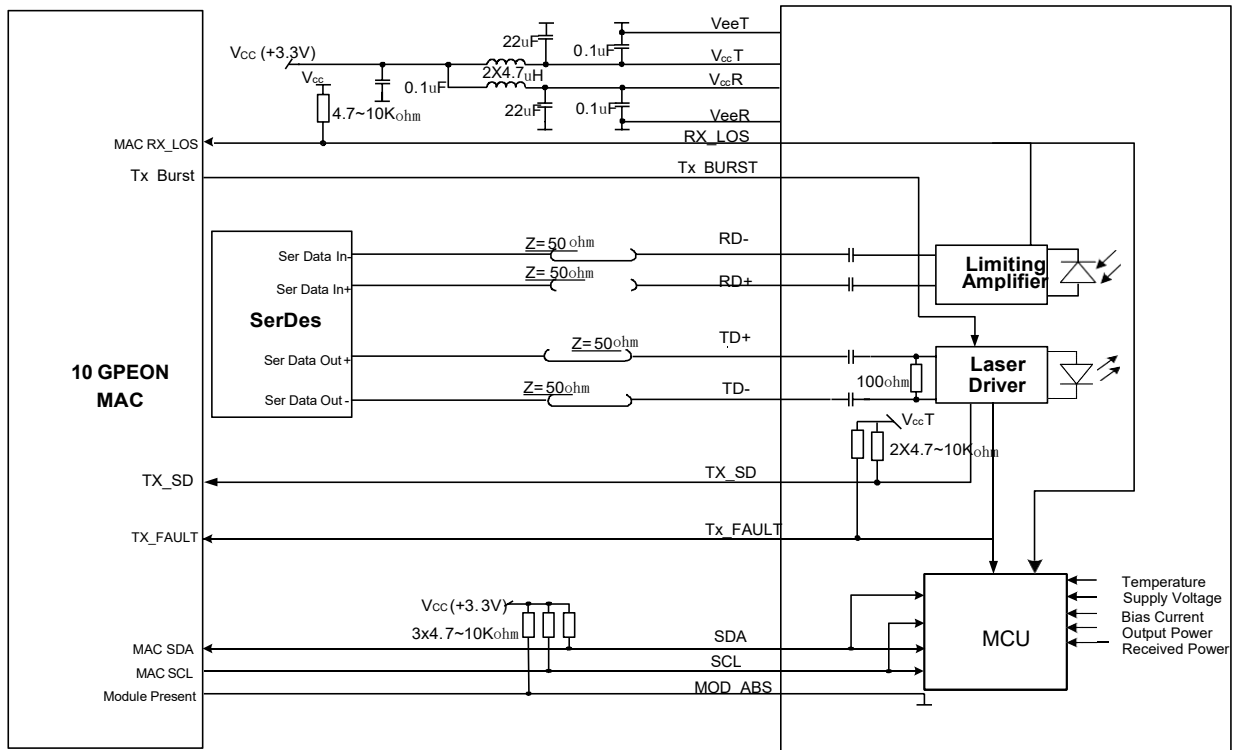 VeeT
22uF
0.1uF
Vcc (+3.3V)
VccT
2X4.7uH
Vcc
0.1uF
VccR
4.7~10Kohm
22uF
0.1uF
VeeR
MAC RX_LOS
RX_LOS
Tx Burst
Tx BURST
Z=50ohm
RD-
Ser Data In-
Limiting
Amplifier
Z=50ohm
RD+
Ser Data In+
SerDes
Z=50ohm
TD+
Ser Data Out +
Laser
Driver
10 GPEON
MAC
100ohm
Z=50ohm
TD-
Ser Data Out -
VccT
2X4.7~10Kohm
TX_SD
TX_SD
TX_FAULT
Tx_FAULT
Temperature
Supply Voltage
Bias Current
Output Power
Received Power
MCU
Vcc (+3.3V)
3x4.7~10Kohm
MAC SDA
SDA
MAC SCL
SCL
Module Present
MOD_ABS